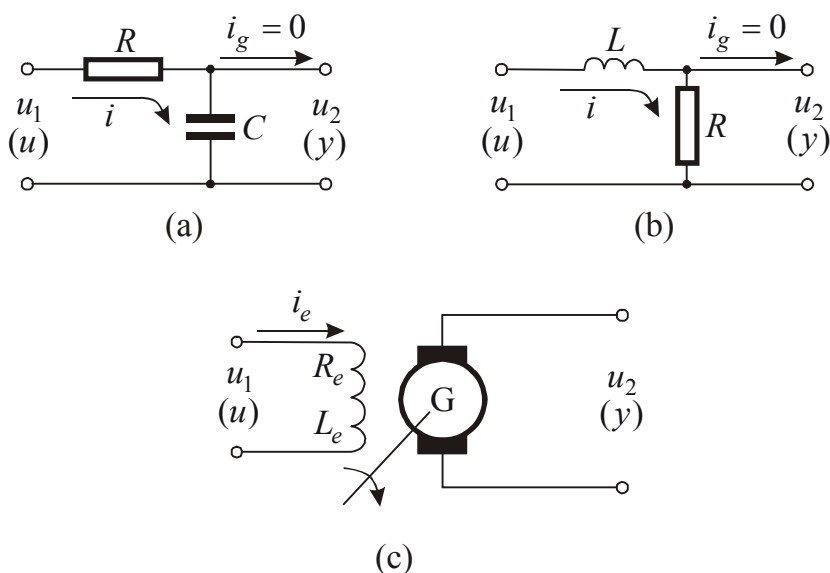 R
i_g = 0
u_1
(u)
i
C
u_2
(y)
(a)
L
i_g = 0
u_1
(u)
i
R
u_2
(y)
(b)
i_e
u_1
(u)
R_e
L_e
G
u_2
(y)
(c)